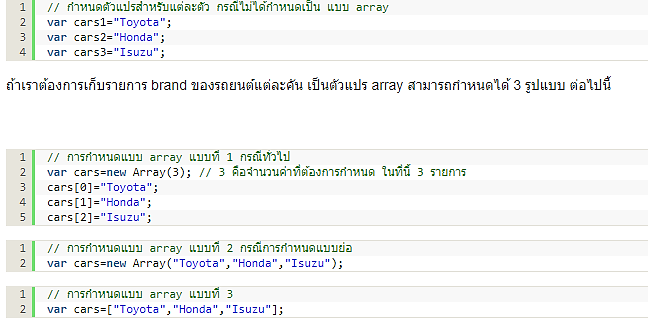 1 // กำหนดตัวแปรสำหรับแต่ละตัว กรณีไม่ได้กำหนดเป็น แบบ array
2 var cars1="Toyota";
3 var cars2="Honda";
4 var cars3="Isuzu";
ถ้าเราต้องการเก็บรายการ brand ของรถยนต์แต่ละคัน เป็นตัวแปร array สามารถกำหนดได้ 3 รูปแบบ ต่อไปนี้
1 // การกำหนดแบบ array แบบที่ 1 กรณีทั่วไป
2 var cars=new Array(3); // 3 คือจำนวนค่าที่ต้องการกำหนด ในที่นี้ 3 รายการ
3 cars[0]="Toyota";
4 cars[1]="Honda";
5 cars[2]="Isuzu";
1 // การกำหนดแบบ array แบบที่ 2 กรณีการกำหนดแบบย่อ
2 var cars=new Array("Toyota","Honda","Isuzu");
1 // การกำหนดแบบ array แบบที่ 3
2 var cars=["Toyota","Honda","Isuzu"];